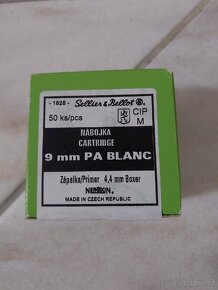 - 1825 -
Sellier & Bellot ®
50 ks/pcs
CIP
M
NÁBOJKA
CARTRIDGE
9 mm PA BLANC
Zápalka/Primer 4,4 mm Boxer
NONTOX
MADE IN CZECH REPUBLIC